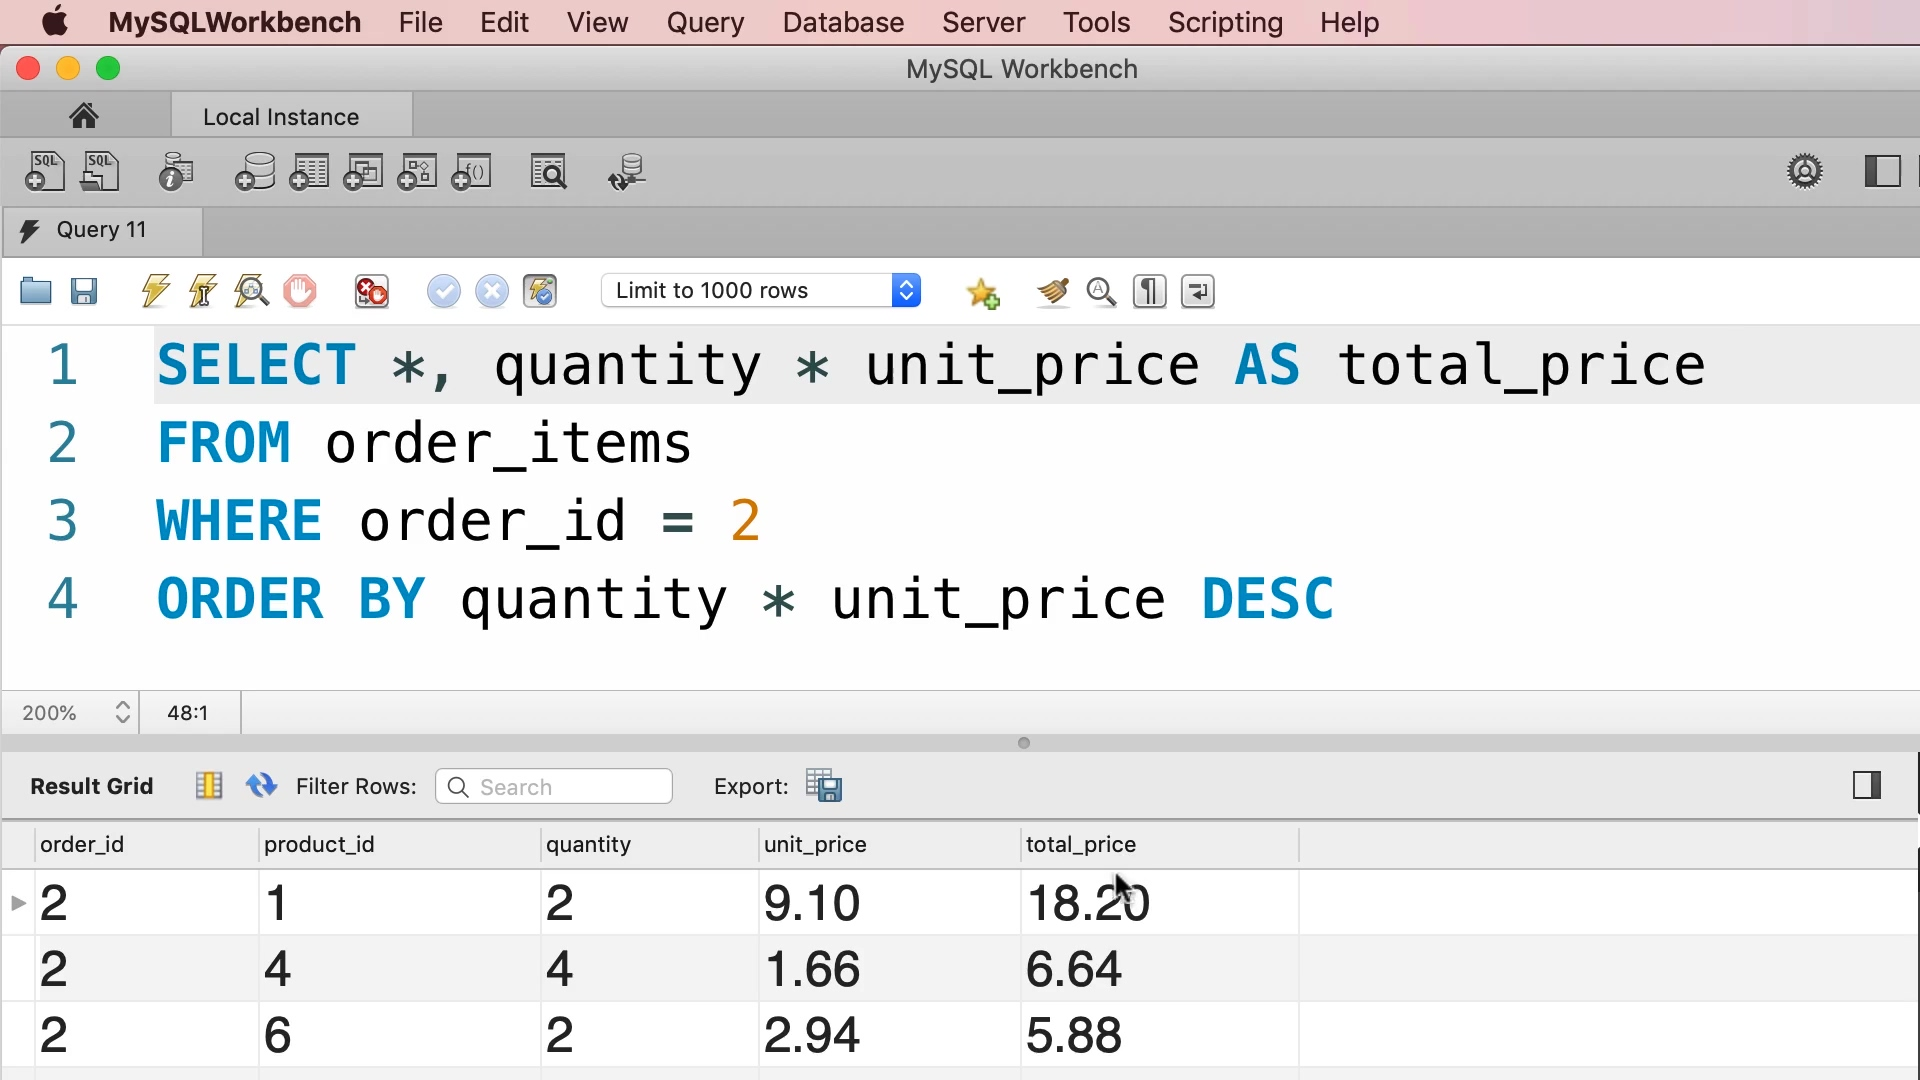 MySQLWorkbench File Edit View Query Database Server Tools Scripting Help
MySQL Workbench
Local Instance
SQL SQL i f()
Query 11
Limit to 1000 rows
1 SELECT *, quantity * unit_price AS total_price
2 FROM order_items
3 WHERE order_id = 2
4 ORDER BY quantity * unit_price DESC
200% 48:1
Result Grid Filter Rows: Search Export:
order_id product_id quantity unit_price total_price
2 1 2 9.10 18.20
2 4 4 1.66 6.64
2 6 2 2.94 5.88